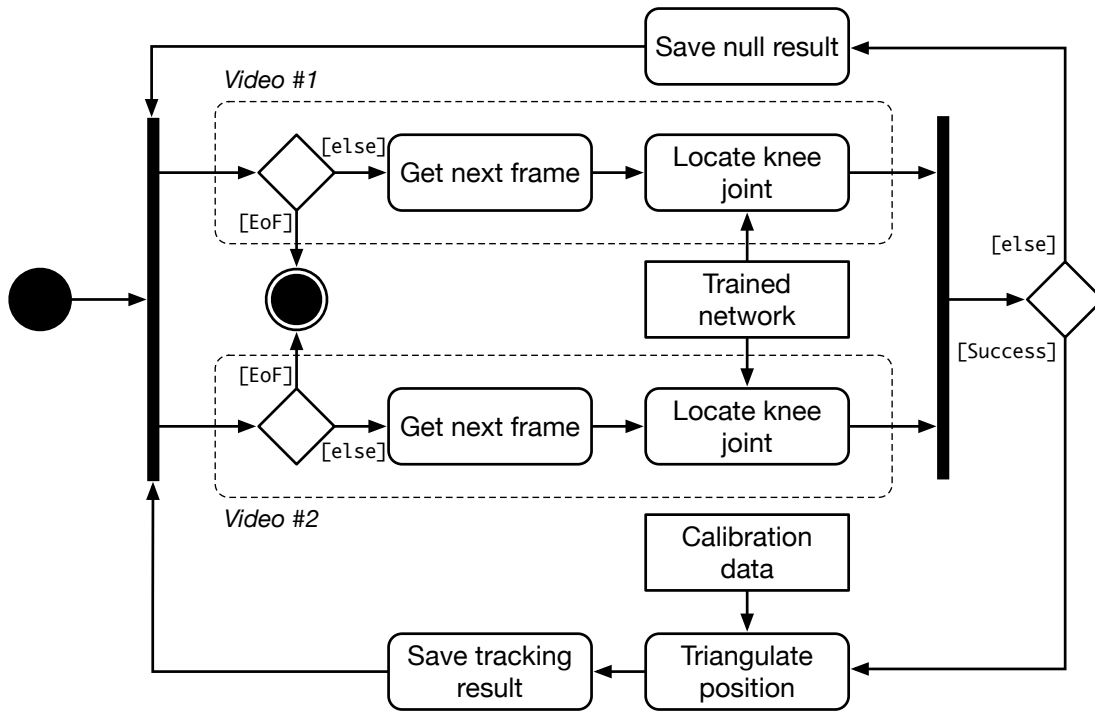 Save null result
Video #1
[else]
Get next frame
Locate knee
joint
[EoF]
[else]
Trained
network
[Success]
[EoF]
[else]
Get next frame
Locate knee
joint
Video #2
Calibration
data
Save tracking
result
Triangulate
position